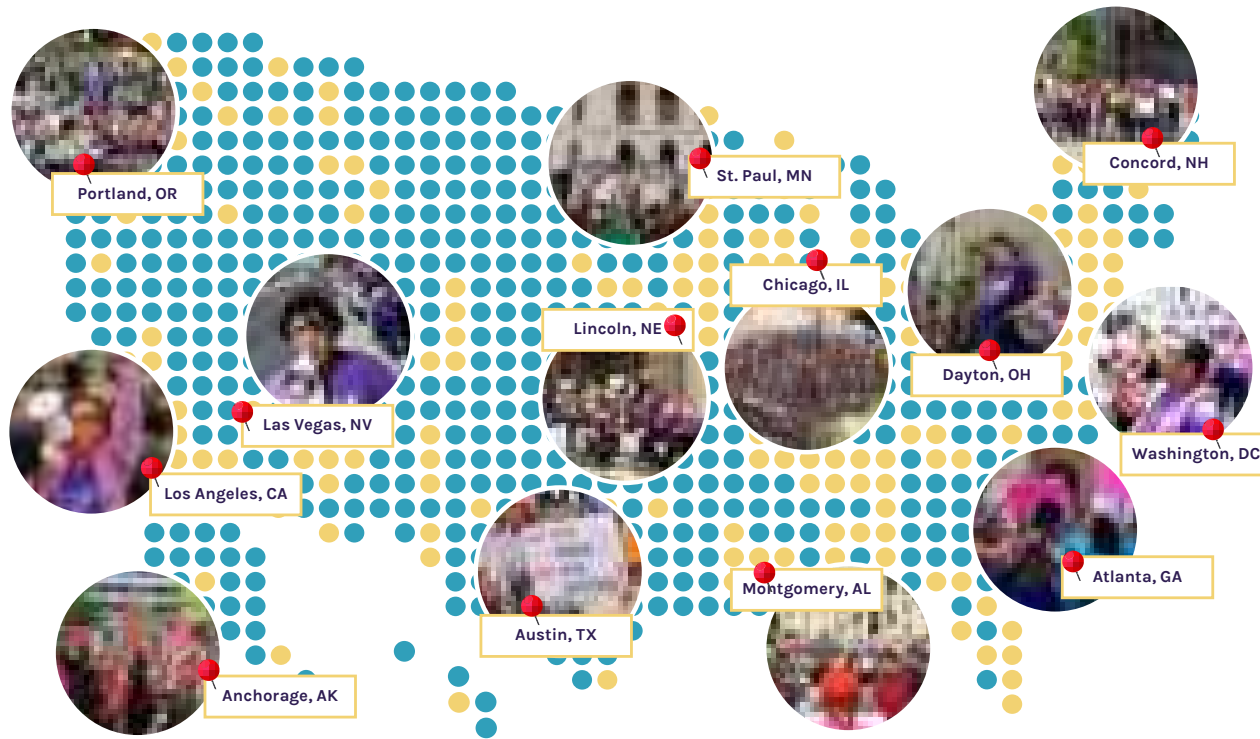 Portland, OR
St. Paul, MN
Concord, NH
Chicago, IL
Lincoln, NE
Dayton, OH
Las Vegas, NV
Washington, DC
Los Angeles, CA
Atlanta, GA
Montgomery, AL
Austin, TX
Anchorage, AK